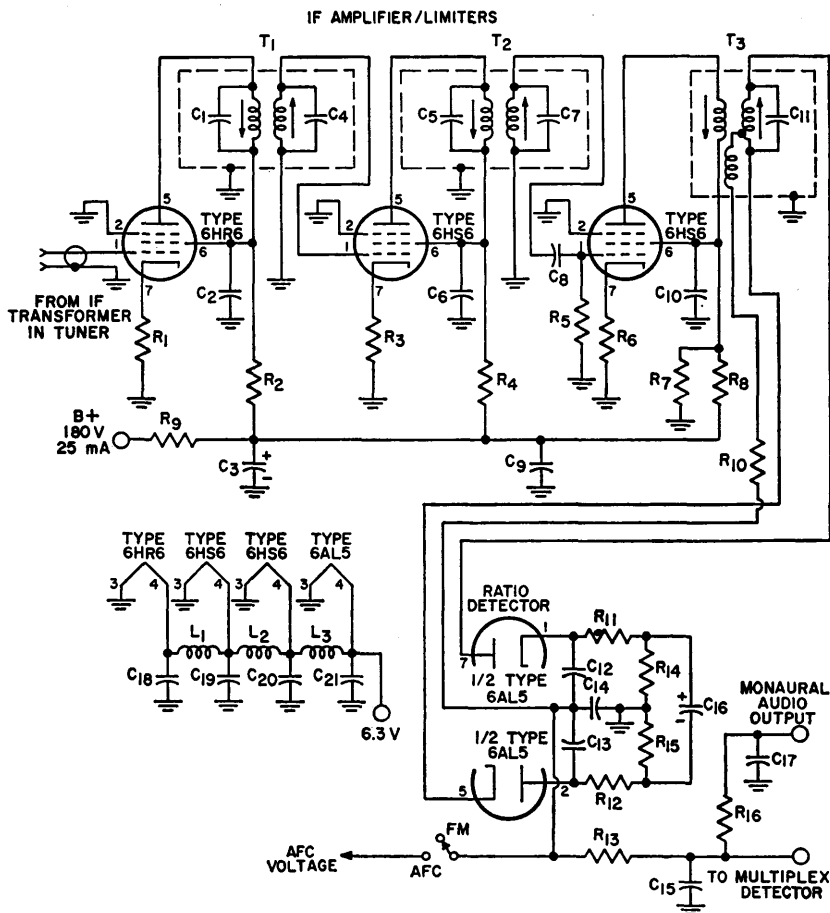 IF AMPLIFIER/LIMITERS
T1
T2
T3
C1
C4
C5
C7
C11
5
5
5
2
1
TYPE
6HR6
6
7
2
1
TYPE
6HS6
6
7
C8
2
1
TYPE
6HS6
6
7
FROM IF
TRANSFORMER
IN TUNER
C2
C6
C10
R1
R3
R5
R6
R2
R4
R7
R8
B+
180 V
25 mA
R9
C3
+
-
C9
R10
TYPE
6HR6
TYPE
6HS6
TYPE
6HS6
TYPE
6AL5
3
4
3
4
3
4
3
4
L1
L2
L3
C18
C19
C20
C21
6.3 V
RATIO
DETECTOR
7
1
1/2 TYPE
6AL5
R11
C12
C14
R14
+
C16
-
1/2 TYPE
6AL5
5
2
C13
R15
R12
MONAURAL
AUDIO
OUTPUT
C17
R16
AFC
VOLTAGE
FM
AFC
R13
C15
TO MULTIPLEX
DETECTOR